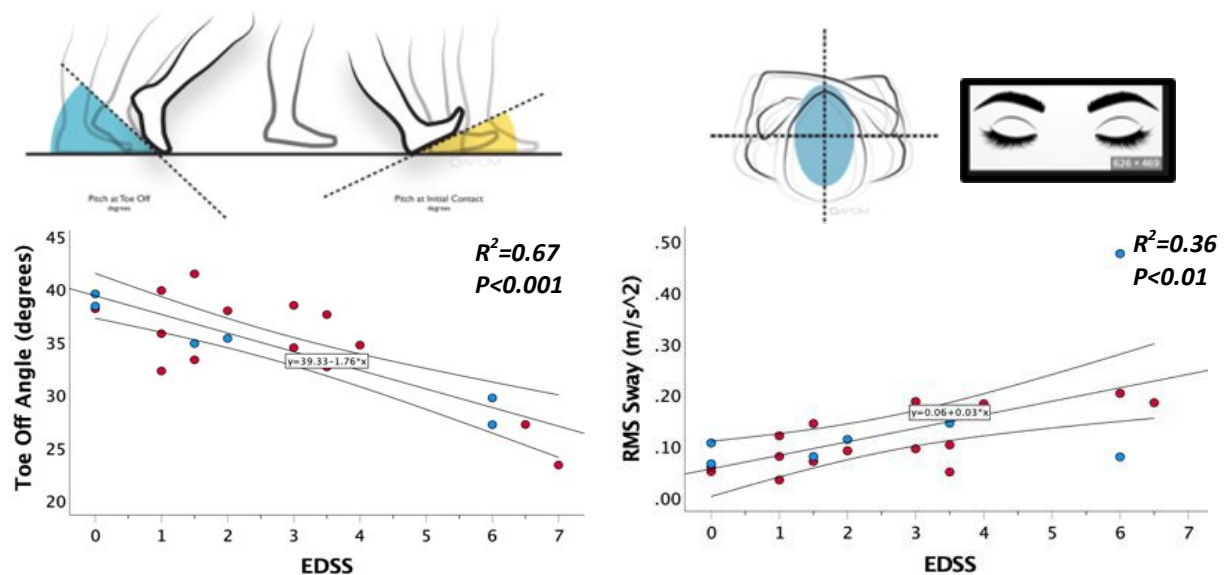 Pitch at Toe Off
degrees
Pitch at Initial Contact
degrees
APDM
APDM
626 × 469
R²=0.67
P<0.001
Toe Off Angle (degrees)
45
40
35
30
25
20
y=39.33-1.76*x
0 1 2 3 4 5 6 7
EDSS
R²=0.36
P<0.01
RMS Sway (m/s^2)
.50
.40
.30
.20
.10
.00
y=0.06+0.03*x
0 1 2 3 4 5 6 7
EDSS